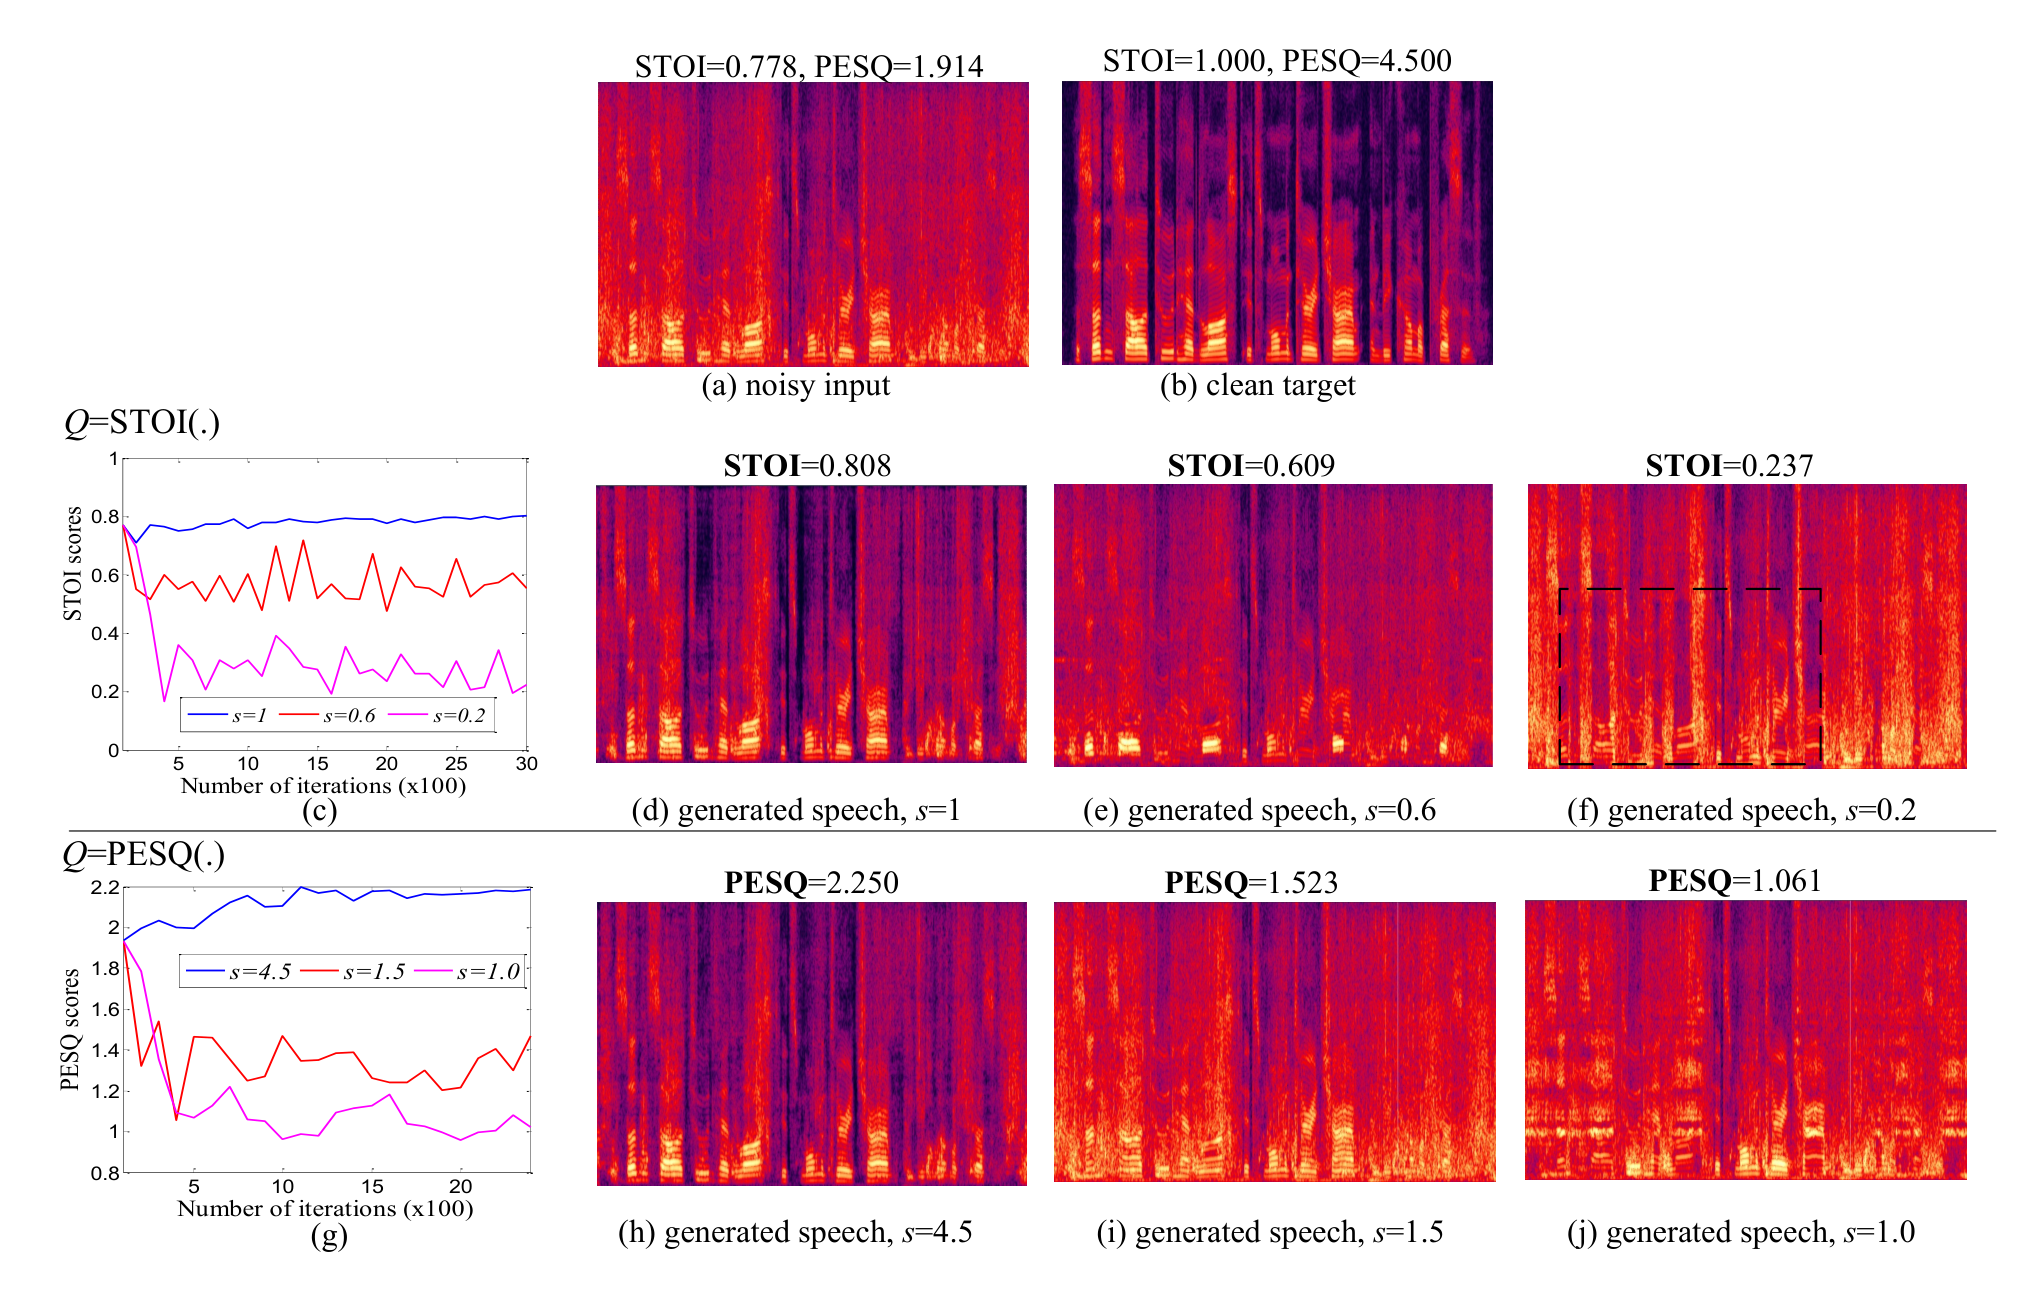 STOI=0.778, PESQ=1.914
STOI=1.000, PESQ=4.500
(a) noisy input
(b) clean target
Q=STOI(.)
STOI scores
1
0.8
0.6
0.4
0.2
0
s=1 s=0.6 s=0.2
5 10 15 20 25 30
Number of iterations (x100)
(c)
STOI=0.808
(d) generated speech, s=1
STOI=0.609
(e) generated speech, s=0.6
STOI=0.237
(f) generated speech, s=0.2
Q=PESQ(.)
PESQ scores
2.2
2
1.8
1.6
1.4
1.2
1
0.8
s=4.5 s=1.5 s=1.0
5 10 15 20
Number of iterations (x100)
(g)
PESQ=2.250
(h) generated speech, s=4.5
PESQ=1.523
(i) generated speech, s=1.5
PESQ=1.061
(j) generated speech, s=1.0